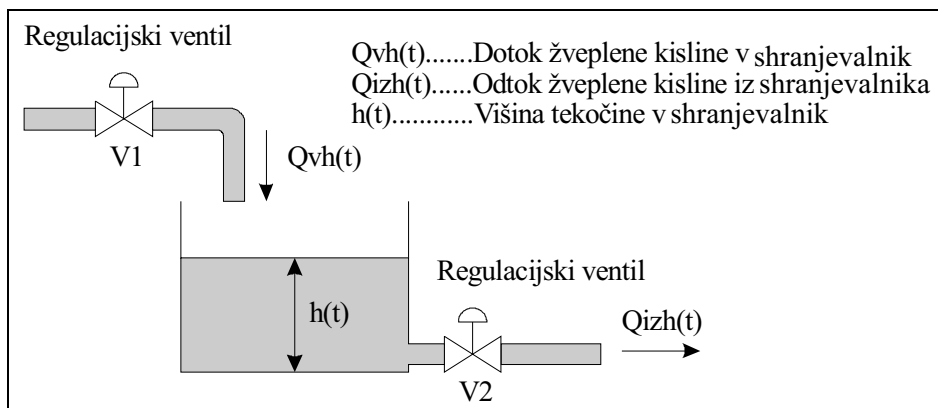 Regulacijski ventil
Qvh(t).......Dotok žveplene kisline v shranjevalnik
Qizh(t).....Odtok žveplene kisline iz shranjevalnika
h(t)............Višina tekočine v shranjevalnik
V1
Qvh(t)
Regulacijski ventil
h(t)
Qizh(t)
V2